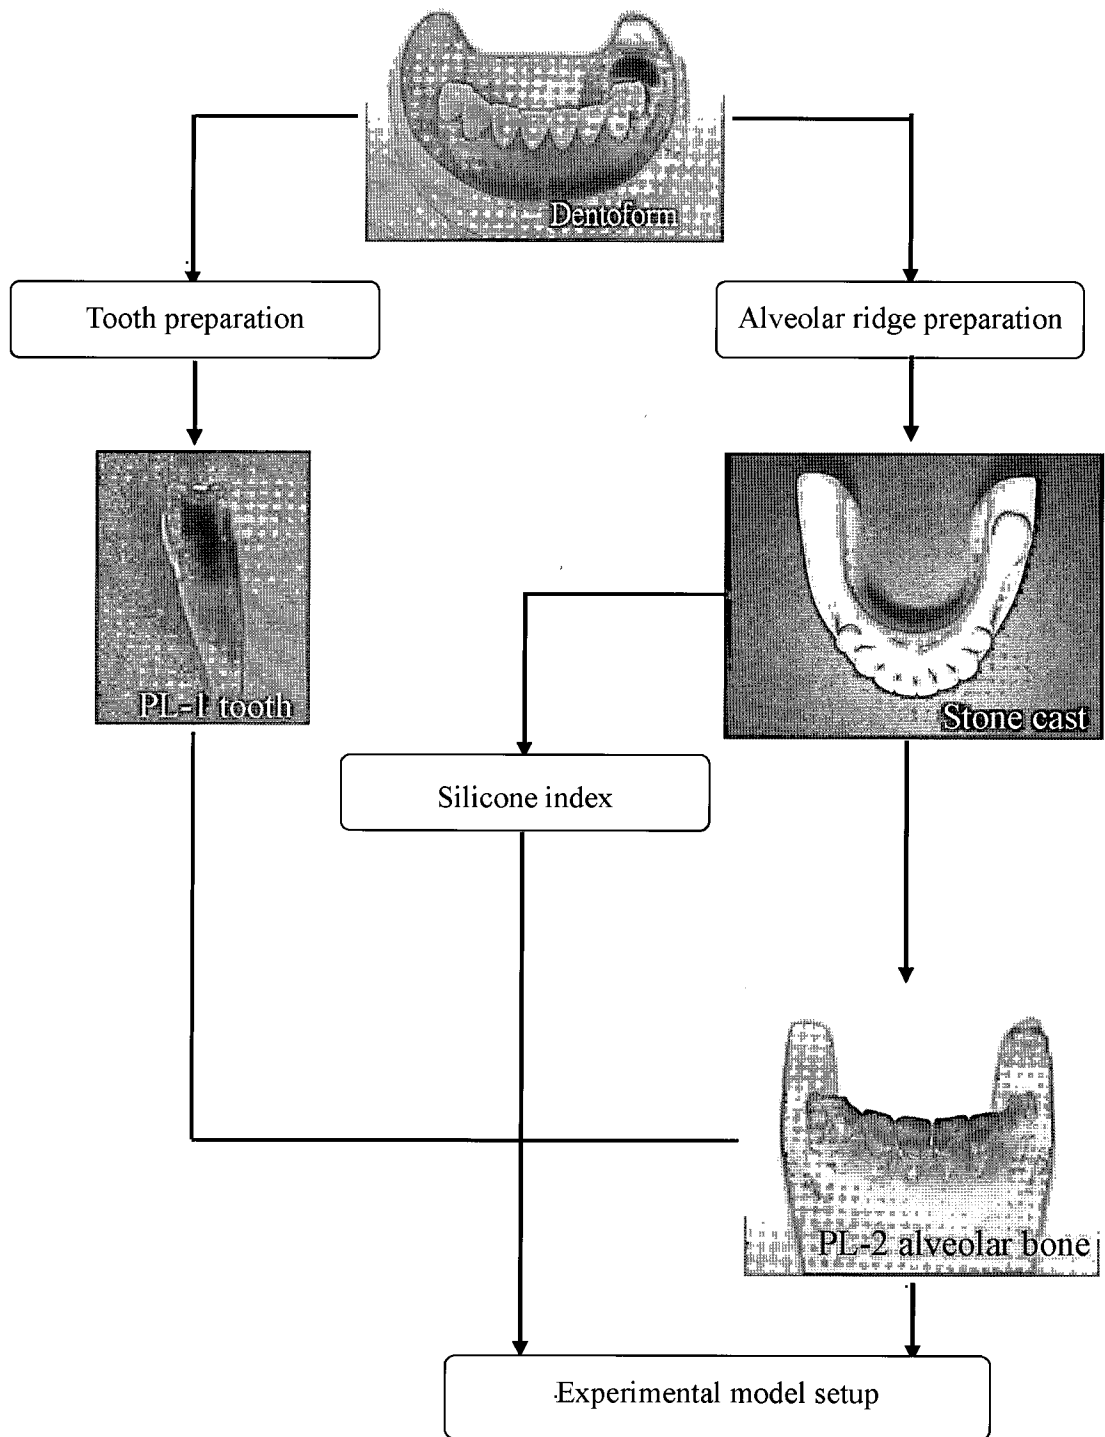 Dentoform
Tooth preparation
Alveolar ridge preparation
PL-1 tooth
Stone cast
Silicone index
PL-2 alveolar bone
Experimental model setup